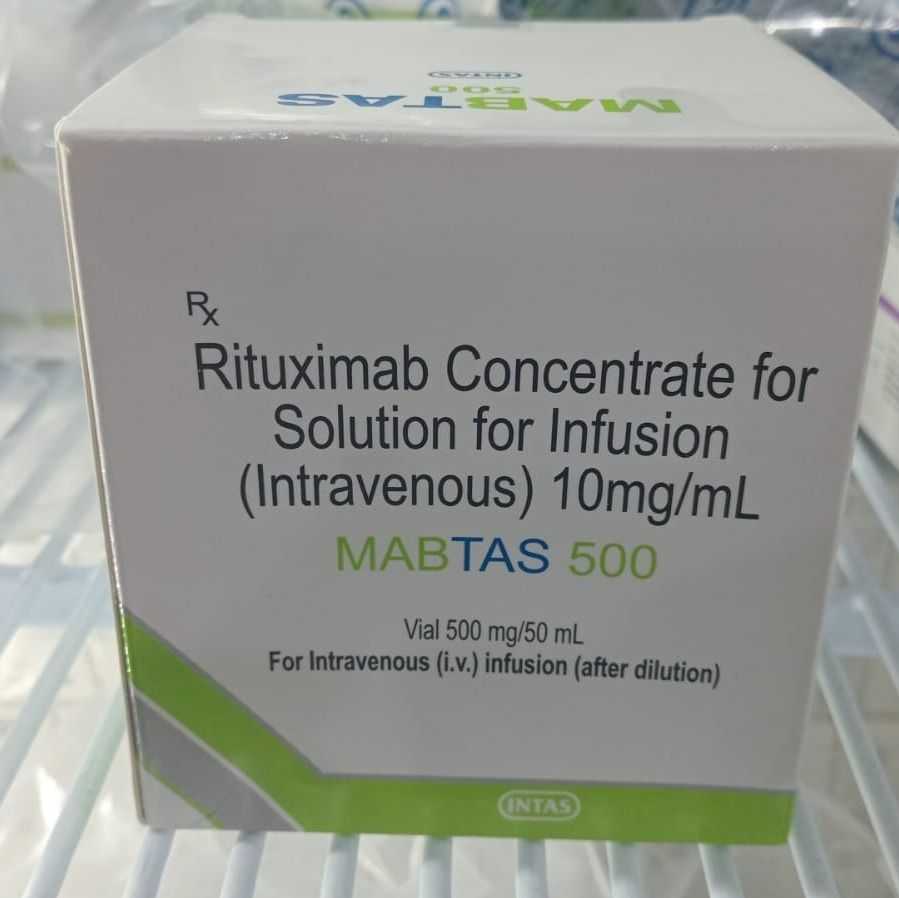 INTAS
500
MABTAS
Rx
Rituximab Concentrate for
Solution for Infusion
(Intravenous) 10mg/mL
MABTAS 500
Vial 500 mg/50 mL
For Intravenous (i.v.) infusion (after dilution)
INTAS